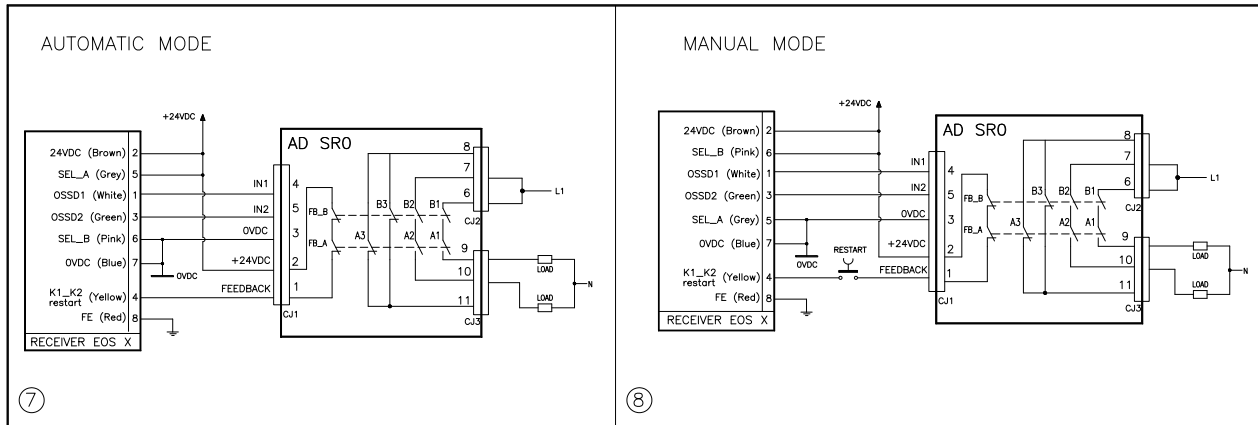 AUTOMATIC MODE
+24VDC
AD SR0
24VDC (Brown) 2
SEL_A (Grey) 5
OSSD1 (White) 1
OSSD2 (Green) 3
SEL_B (Pink) 6
0VDC (Blue) 7
K1_K2 (Yellow) 4
restart
FE (Red) 8
RECEIVER EOS X
0VDC
IN1 4
IN2 5
0VDC 3
+24VDC 2
FEEDBACK 1
CJ1
FB_B
FB_A
B3 B2 B1
A3 A2 A1
8
7
6
CJ2
L1
9
10
11
CJ3
LOAD
LOAD
N
7
MANUAL MODE
+24VDC
AD SR0
24VDC (Brown) 2
SEL_B (Pink) 6
OSSD1 (White) 1
OSSD2 (Green) 3
SEL_A (Grey) 5
0VDC (Blue) 7
K1_K2 (Yellow) 4
restart
FE (Red) 8
RECEIVER EOS X
0VDC
RESTART
IN1 4
IN2 5
0VDC 3
+24VDC 2
FEEDBACK 1
CJ1
FB_B
FB_A
B3 B2 B1
A3 A2 A1
8
7
6
CJ2
L1
9
10
11
CJ3
LOAD
LOAD
N
8